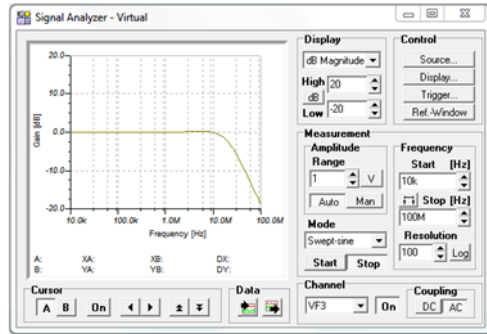 Signal Analyzer - Virtual
20.0
10.0
0.0
-10.0
-20.0
Gain [dB]
10.0k 100.0k 1.0M 10.0M 100.0M
Frequency [Hz]
A: XA: XB: DX:
B: YA: YB: DY:
Cursor
A B On
Data
Display
dB Magnitude
High 20
dB
Low -20
Control
Source...
Display...
Trigger...
Ref.-Window
Measurement
Amplitude
Range
1 V
Auto Man
Mode
Swept-sine
Start Stop
Frequency
Start [Hz]
10k
Stop [Hz]
100M
Resolution
100 Log
Channel
VF3 On
Coupling
DC AC